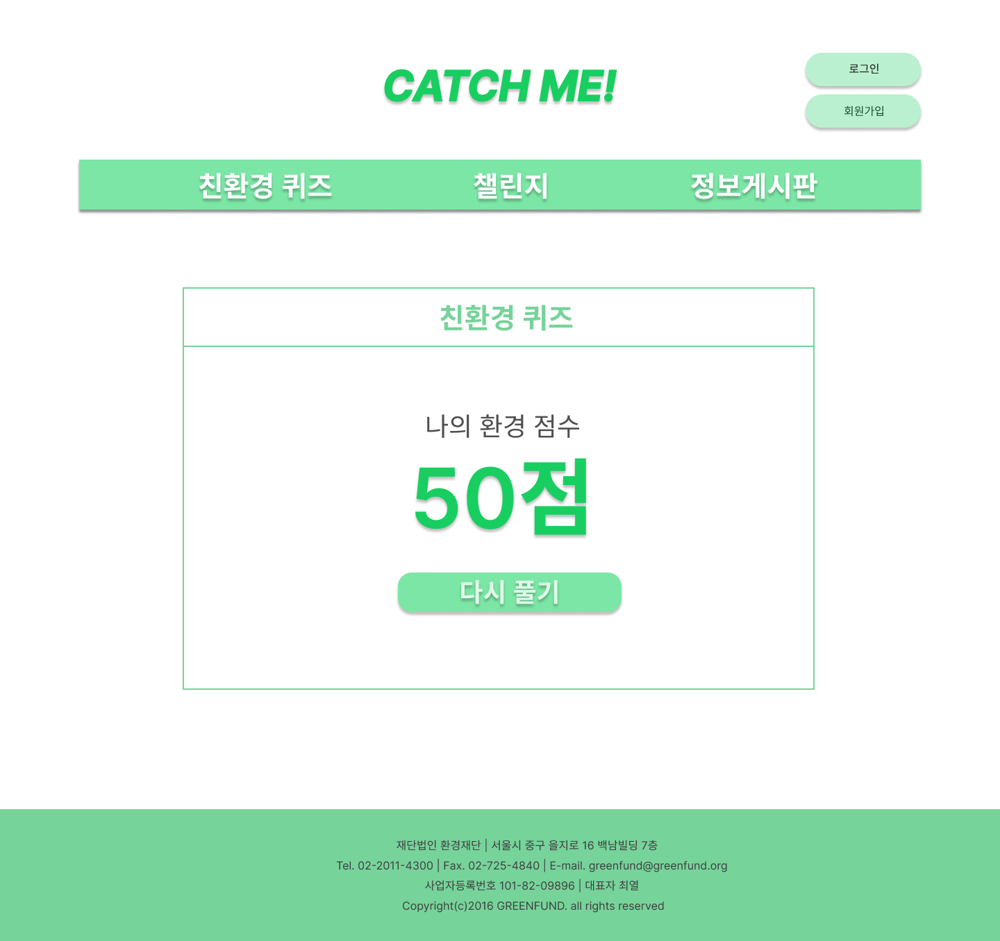 CATCH ME!
로그인
회원가입
친환경 퀴즈 챌린지 정보게시판
친환경 퀴즈
나의 환경 점수
50점
다시 풀기
재단법인 환경재단 | 서울시 중구 을지로 16 백남빌딩 7층
Tel. 02-2011-4300 | Fax. 02-725-4840 | E-mail. greenfund@greenfund.org
사업자등록번호 101-82-09896 | 대표자 최열
Copyright(c)2016 GREENFUND. all rights reserved